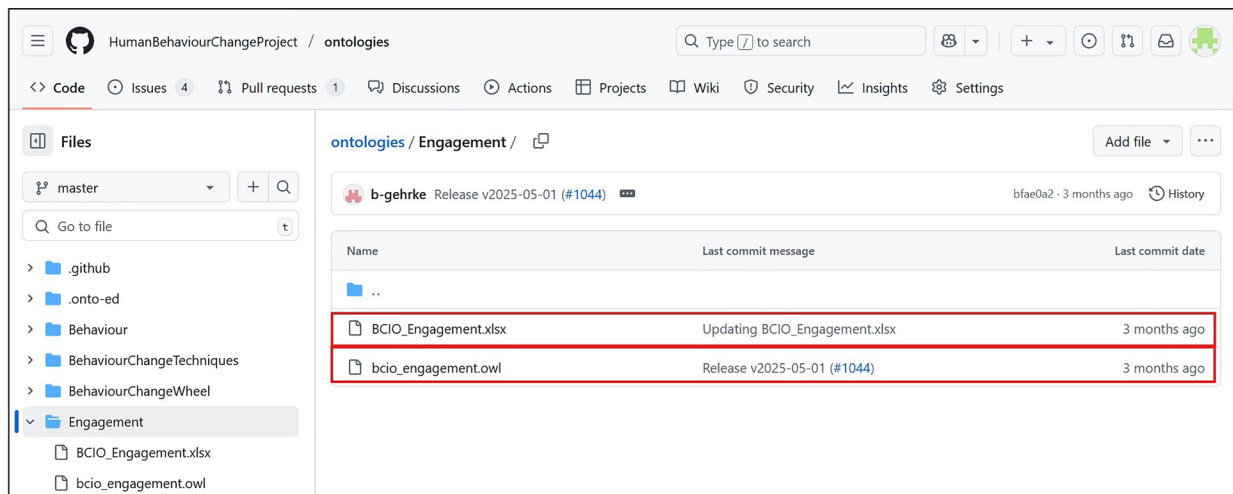 HumanBehaviourChangeProject / ontologies
Type / to search
Code
Issues 4
Pull requests 1
Discussions
Actions
Projects
Wiki
Security
Insights
Settings
Files
master
Go to file
t
.github
.onto-ed
Behaviour
BehaviourChangeTechniques
BehaviourChangeWheel
Engagement
BCIO_Engagement.xlsx
bcio_engagement.owl
ontologies / Engagement /
Add file
b-gehrke Release v2025-05-01 (#1044)
bfae0a2 · 3 months ago
History
Name Last commit message Last commit date
..
BCIO_Engagement.xlsx Updating BCIO_Engagement.xlsx 3 months ago
bcio_engagement.owl Release v2025-05-01 (#1044) 3 months ago